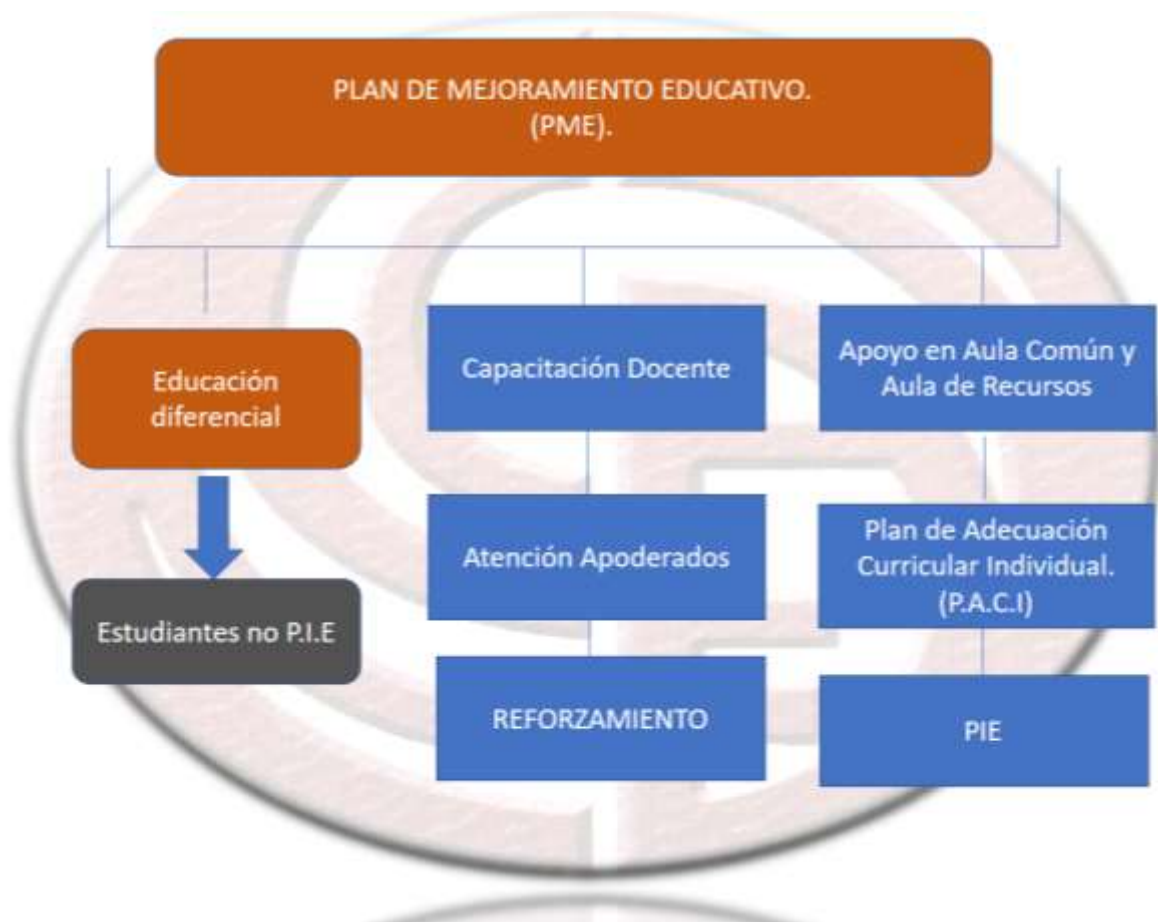 PLAN DE MEJORAMIENTO EDUCATIVO.
(PME).
Educación
diferencial
Estudiantes no P.I.E
Capacitación Docente
Atención Apoderados
REFORZAMIENTO
Apoyo en Aula Común y
Aula de Recursos
Plan de Adecuación
Curricular Individual.
(P.A.C.I)
PIE